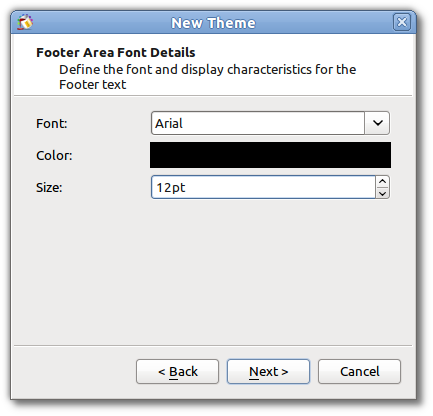 New Theme
Footer Area Font Details
Define the font and display characteristics for the
Footer text
Font: Arial
Color:
Size: 12pt
< Back Next > Cancel